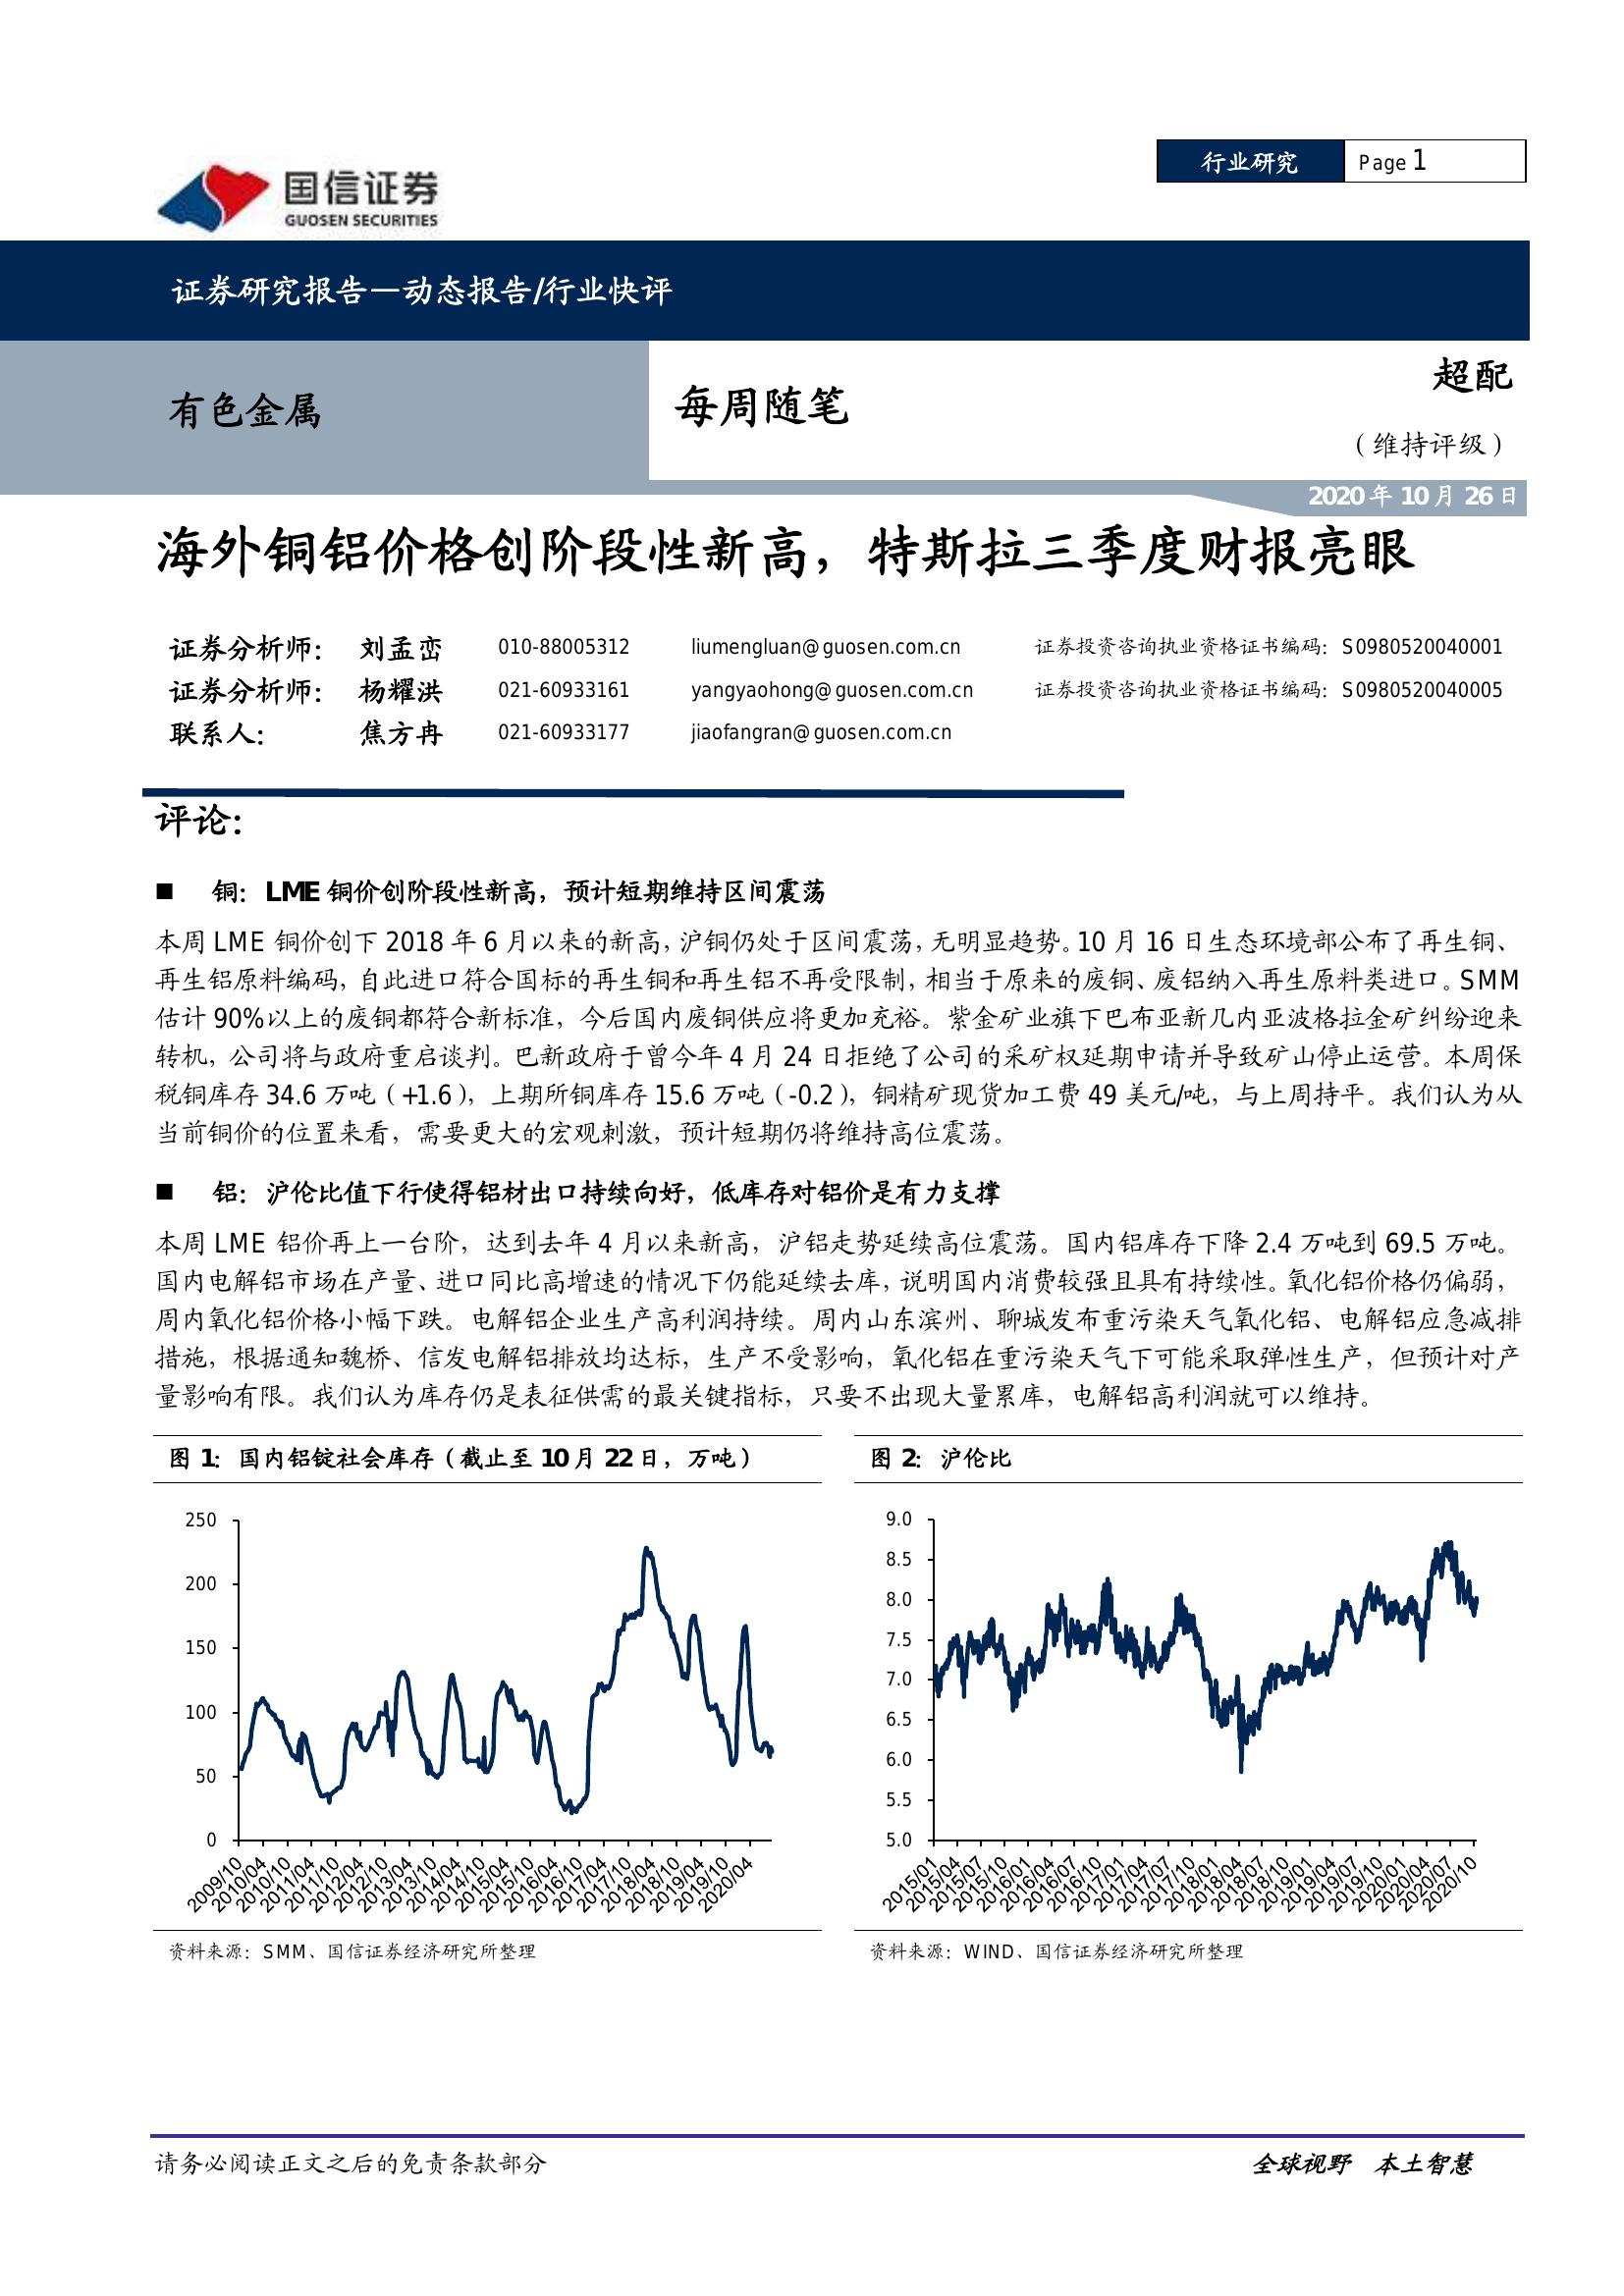 国信证券
GUOSEN SECURITIES
行业研究
Page 1
证券研究报告—动态报告/行业快评
有色金属
每周随笔
超配
（维持评级）
2020 年 10 月 26 日
海外铜铝价格创阶段性新高，特斯拉三季度财报亮眼
证券分析师： 刘孟峦 010-88005312 liumengluan@guosen.com.cn 证券投资咨询执业资格证书编码：S0980520040001
证券分析师： 杨耀洪 021-60933161 yangyaohong@guosen.com.cn 证券投资咨询执业资格证书编码：S0980520040005
联系人： 焦方冉 021-60933177 jiaofangran@guosen.com.cn
评论：
■ 铜：LME 铜价创阶段性新高，预计短期维持区间震荡
本周 LME 铜价创下 2018 年 6 月以来的新高，沪铜仍处于区间震荡，无明显趋势。10 月 16 日生态环境部公布了再生铜、
再生铝原料编码，自此进口符合国标的再生铜和再生铝不再受限制，相当于原来的废铜、废铝纳入再生原料类进口。SMM
估计 90%以上的废铜都符合新标准，今后国内废铜供应将更加充裕。紫金矿业旗下巴布亚新几内亚波格拉金矿纠纷迎来
转机，公司将与政府重启谈判。巴新政府于曾今年 4 月 24 日拒绝了公司的采矿权延期申请并导致矿山停止运营。本周保
税铜库存 34.6 万吨（+1.6），上期所铜库存 15.6 万吨（-0.2），铜精矿现货加工费 49 美元/吨，与上周持平。我们认为从
当前铜价的位置来看，需要更大的宏观刺激，预计短期仍将维持高位震荡。
■ 铝：沪伦比值下行使得铝材出口持续向好，低库存对铝价是有力支撑
本周 LME 铝价再上一台阶，达到去年 4 月以来新高，沪铝走势延续高位震荡。国内铝库存下降 2.4 万吨到 69.5 万吨。
国内电解铝市场在产量、进口同比高增速的情况下仍能延续去库，说明国内消费较强且具有持续性。氧化铝价格仍偏弱，
周内氧化铝价格小幅下跌。电解铝企业生产高利润持续。周内山东滨州、聊城发布重污染天气氧化铝、电解铝应急减排
措施，根据通知魏桥、信发电解铝排放均达标，生产不受影响，氧化铝在重污染天气下可能采取弹性生产，但预计对产
量影响有限。我们认为库存仍是表征供需的最关键指标，只要不出现大量累库，电解铝高利润就可以维持。
图 1：国内铝锭社会库存（截止至 10 月 22 日，万吨）
250
200
150
100
50
0
2009/10
2010/04
2010/10
2011/04
2011/10
2012/04
2012/10
2013/04
2013/10
2014/04
2014/10
2015/04
2015/10
2016/04
2016/10
2017/04
2017/10
2018/04
2018/10
2019/04
2019/10
2020/04
资料来源：SMM、国信证券经济研究所整理
图 2：沪伦比
9.0
8.5
8.0
7.5
7.0
6.5
6.0
5.5
5.0
2015/01
2015/04
2015/07
2015/10
2016/01
2016/04
2016/07
2016/10
2017/01
2017/04
2017/07
2017/10
2018/01
2018/04
2018/07
2018/10
2019/01
2019/04
2019/07
2019/10
2020/01
2020/04
2020/07
2020/10
资料来源：WIND、国信证券经济研究所整理
请务必阅读正文之后的免责条款部分
全球视野 本土智慧